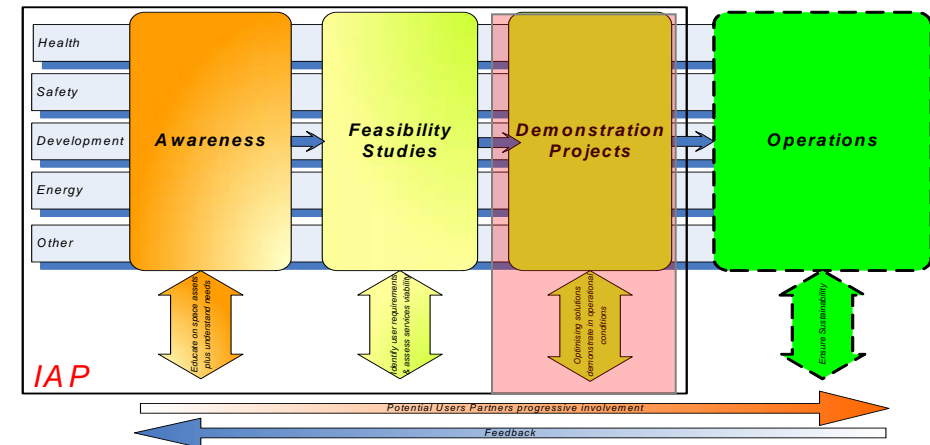 Health
Safety
Development
Energy
Other
Awareness
Feasibility
Studies
Demonstration
Projects
Operations
Educate on space assets
plus understand needs
Identify user requirements
& assess services viability
Optimising solutions
demonstrate in operational
conditions
Ensure Sustainability
IAP
Potential Users Partners progressive involvement
Feedback